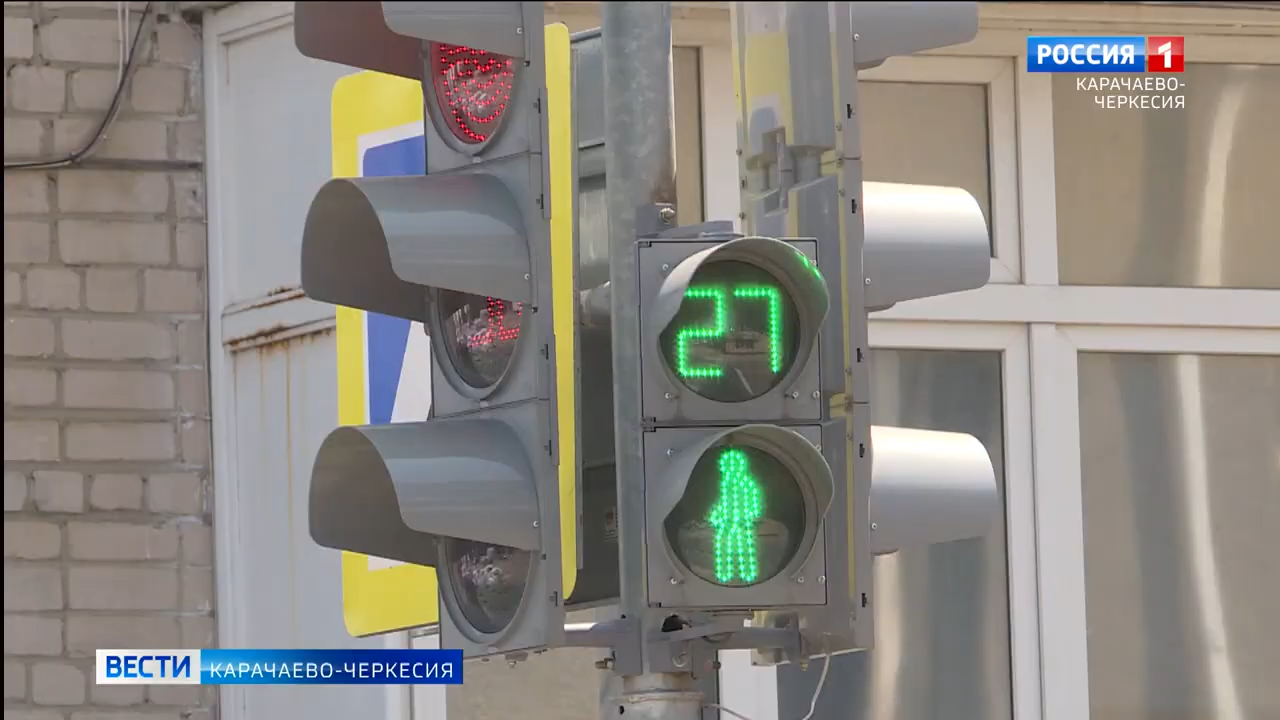 РОССИЯ 1
КАРАЧАЕВО-
ЧЕРКЕСИЯ
27
ВЕСТИ КАРАЧАЕВО-ЧЕРКЕСИЯ